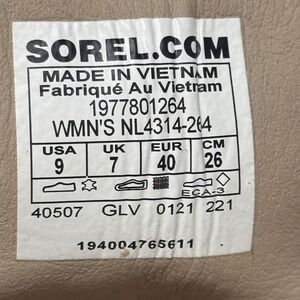 SOREL.COM
MADE IN VIETNAM
Fabriqué Au Vietnam
1977801264
WMN'S NL4314-264
USA UK EUR CM
9 7 40 26
ECA-3
40507 GLV 0121 221
194004765611